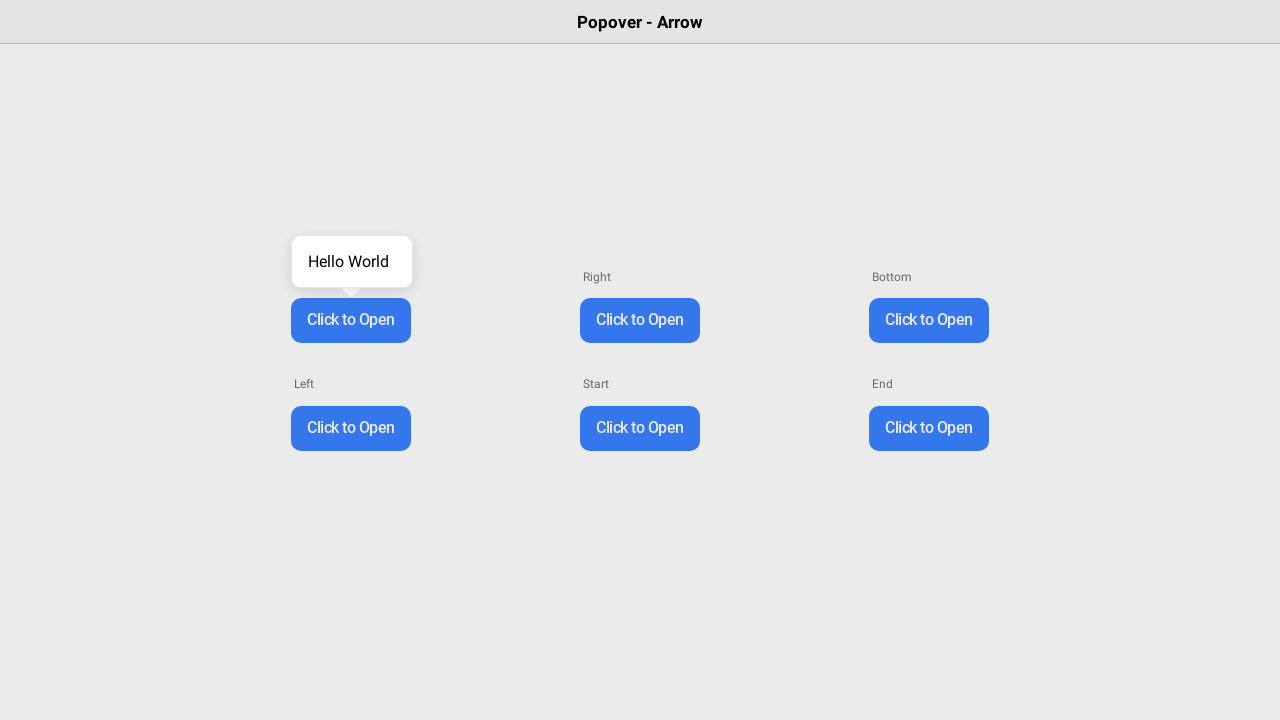 Popover - Arrow
Hello World
Right
Bottom
Click to Open
Click to Open
Click to Open
Left
Start
End
Click to Open
Click to Open
Click to Open